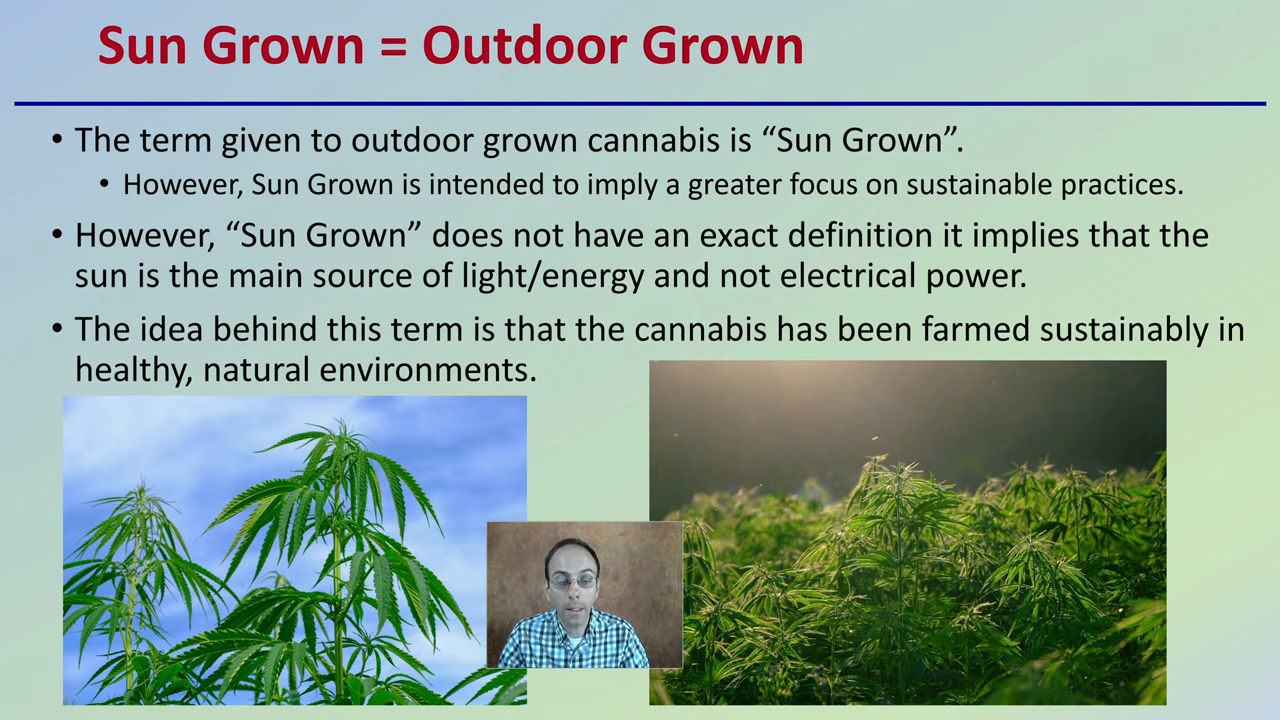 Sun Grown = Outdoor Grown
• The term given to outdoor grown cannabis is “Sun Grown”.
• However, Sun Grown is intended to imply a greater focus on sustainable practices.
• However, “Sun Grown” does not have an exact definition it implies that the
sun is the main source of light/energy and not electrical power.
• The idea behind this term is that the cannabis has been farmed sustainably in
healthy, natural environments.